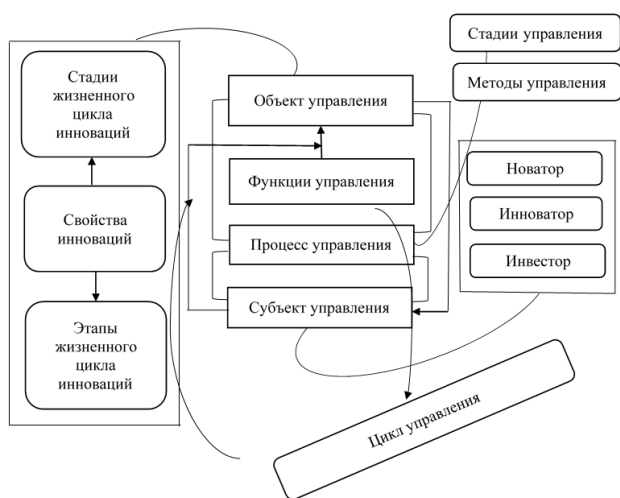 Стадии
жизненного
цикла
инноваций
Свойства
инноваций
Этапы
жизненного
цикла
инноваций
Объект управления
Функции управления
Процесс управления
Субъект управления
Стадии управления
Методы управления
Новатор
Инноватор
Инвестор
Цикл управления